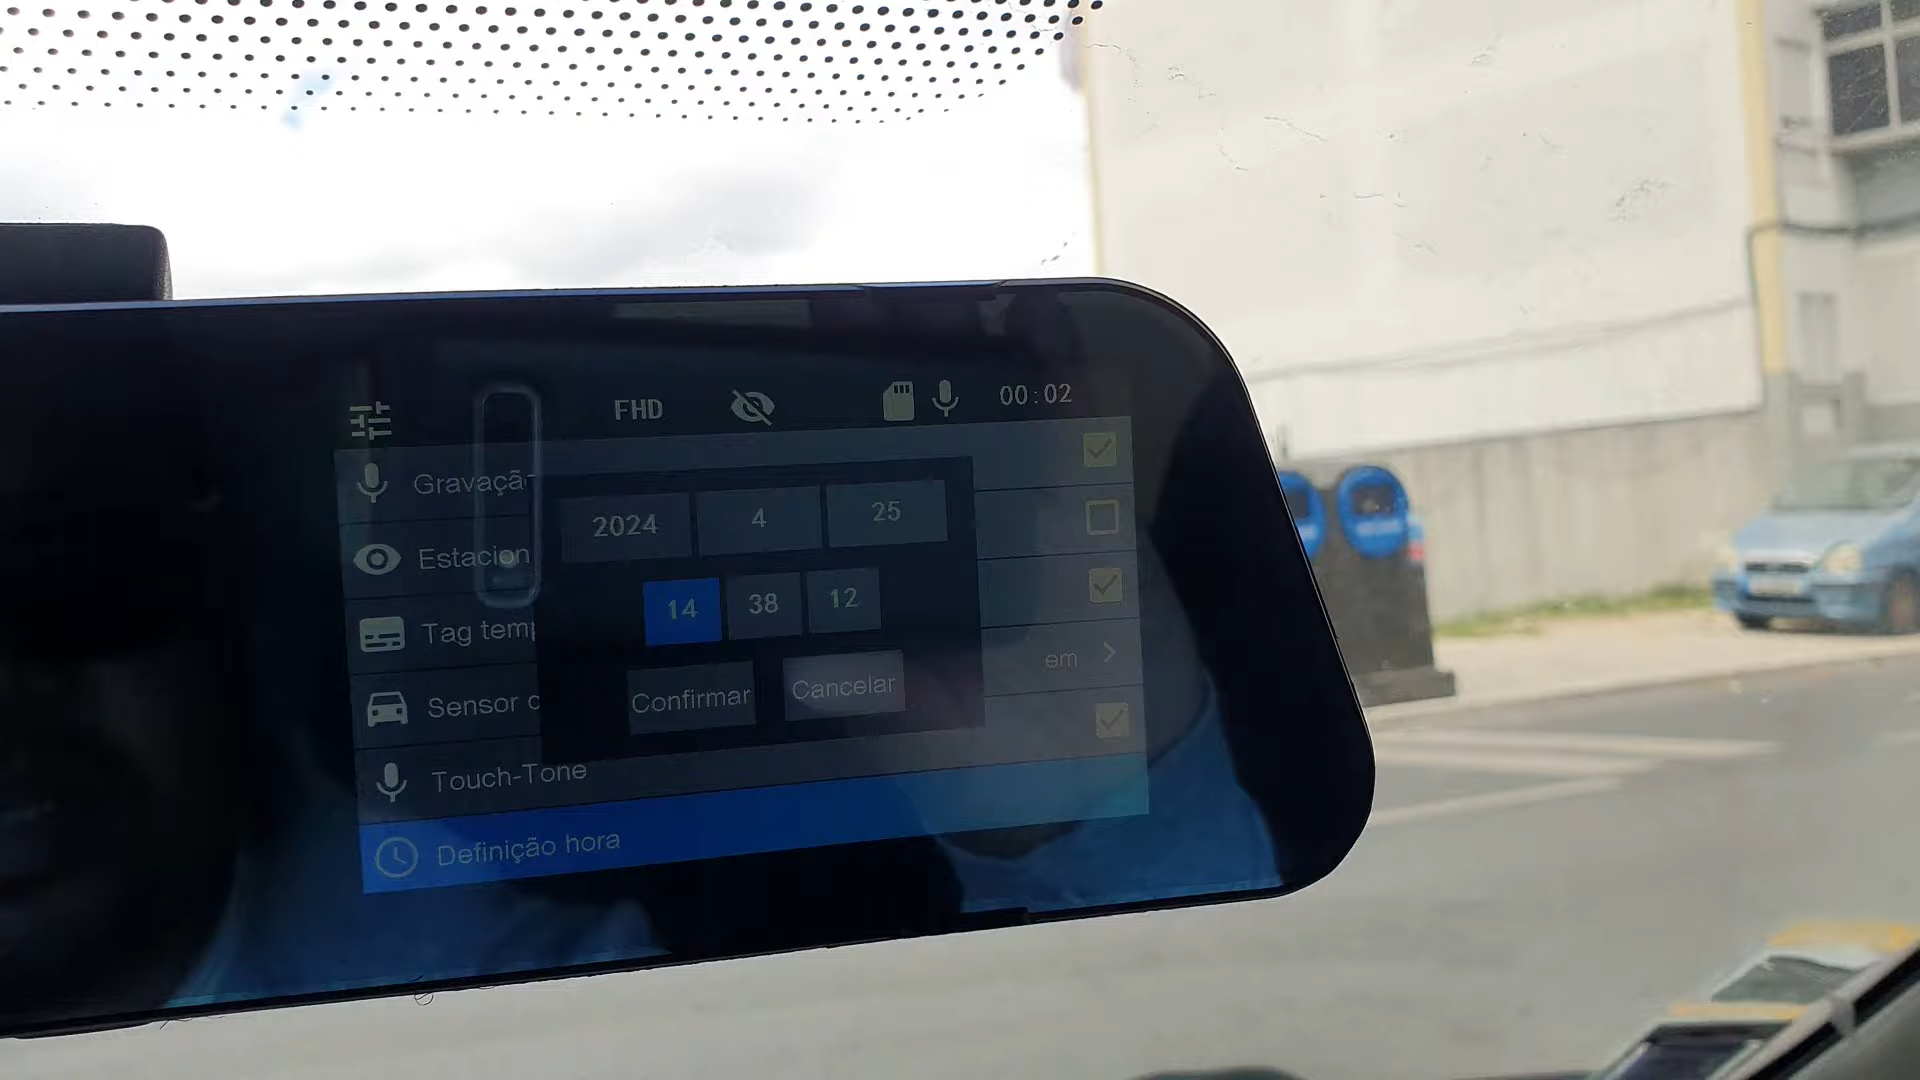 FHD 00:02
Gravaçã
2024 4 25
Estacion
14 38 12
Tag tem
em
Sensor
Confirmar Cancelar
Touch-Tone
Definição hora